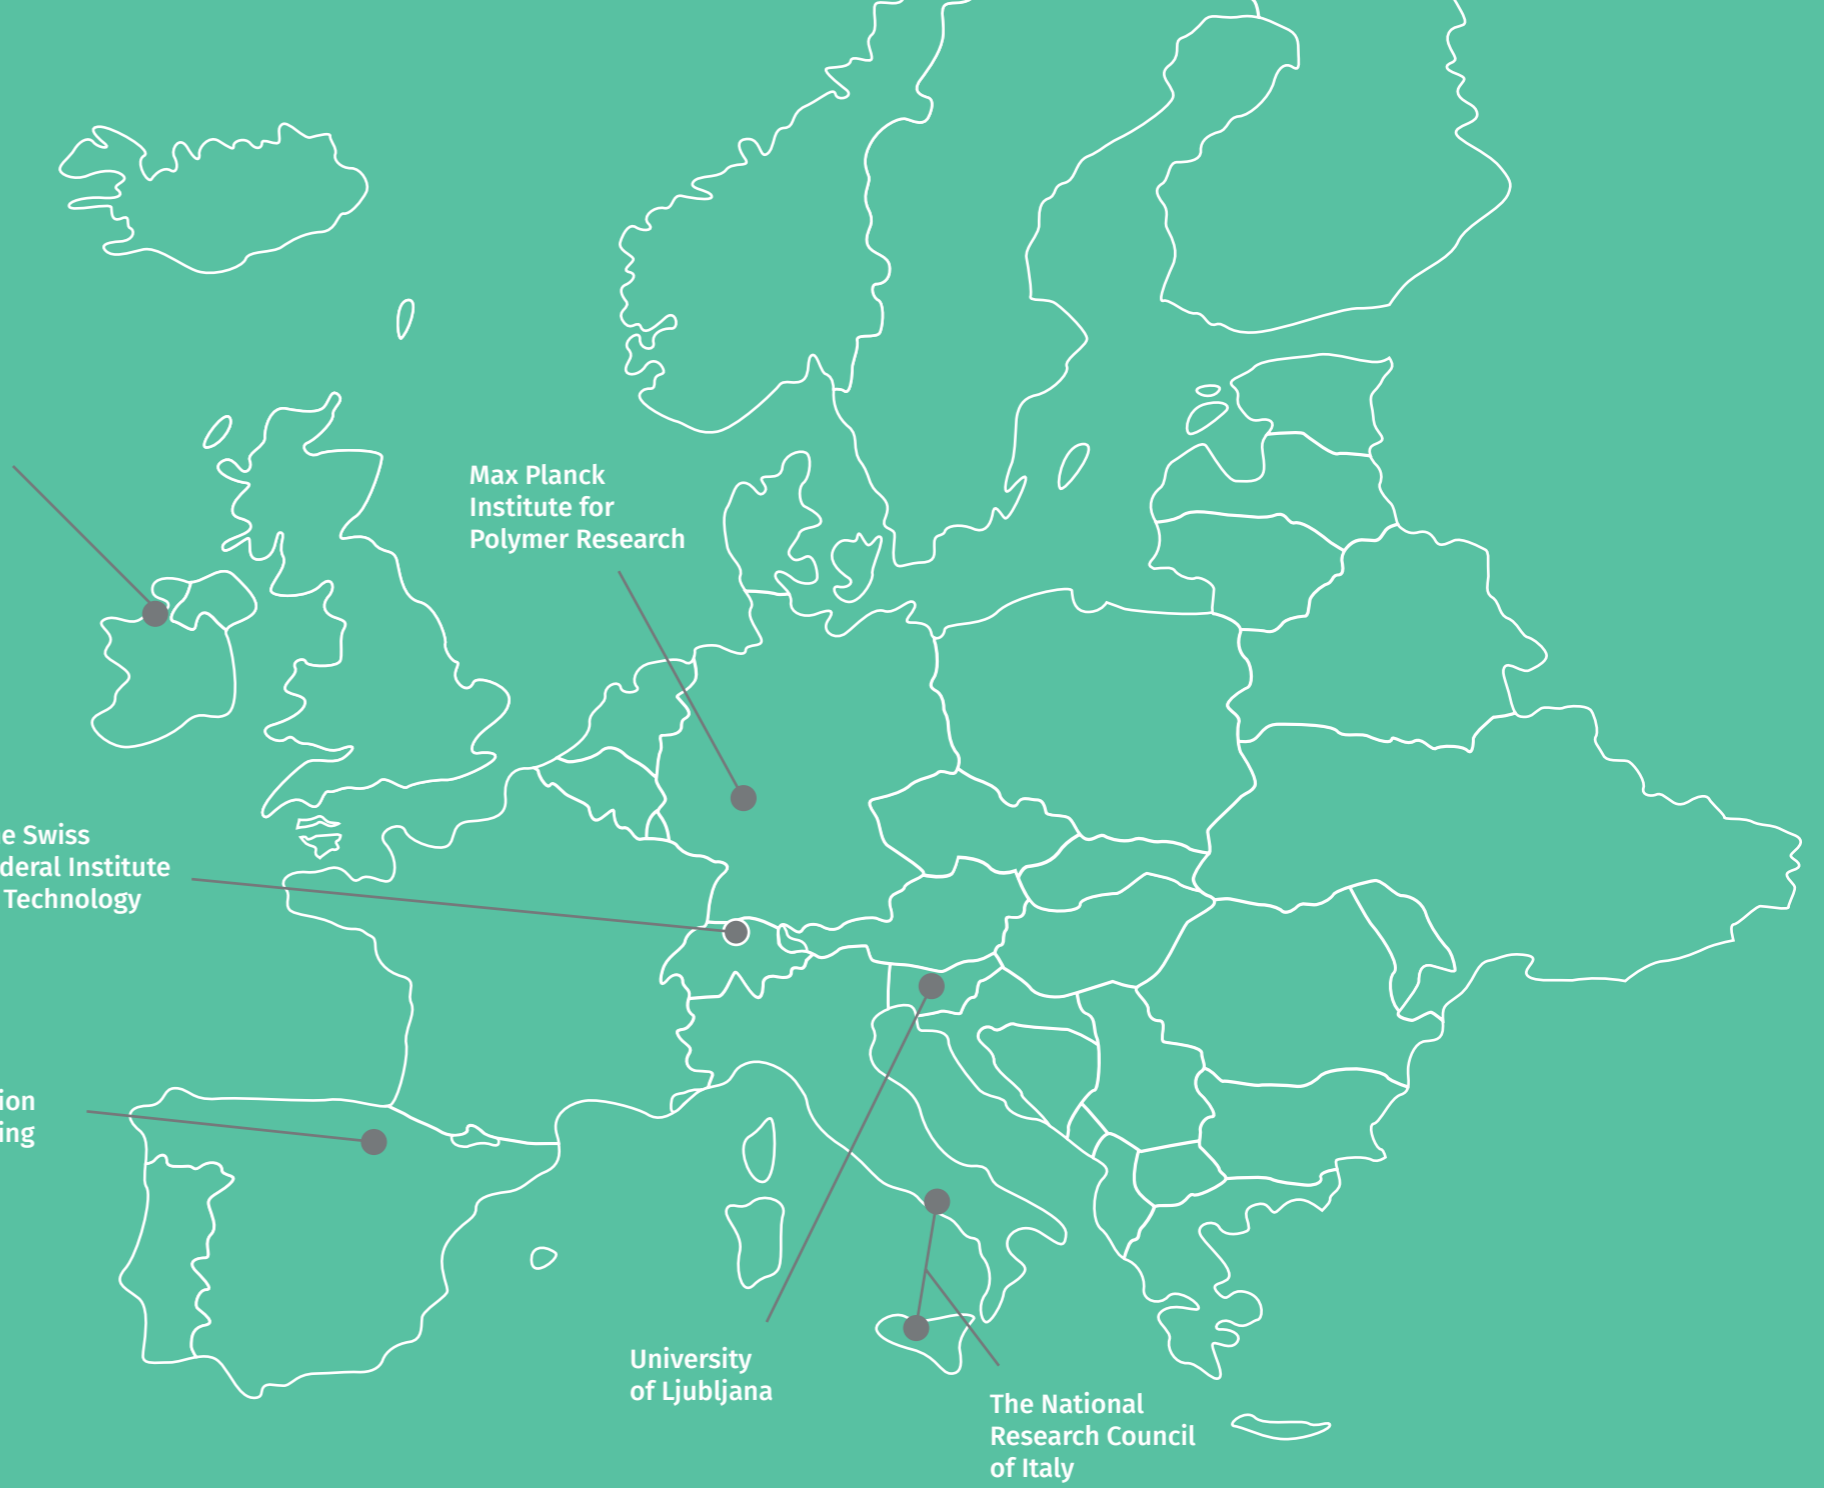 Max Planck
Institute for
Polymer Research
e Swiss
deral Institute
Technology
ion
ing
University
of Ljubljana
The National
Research Council
of Italy